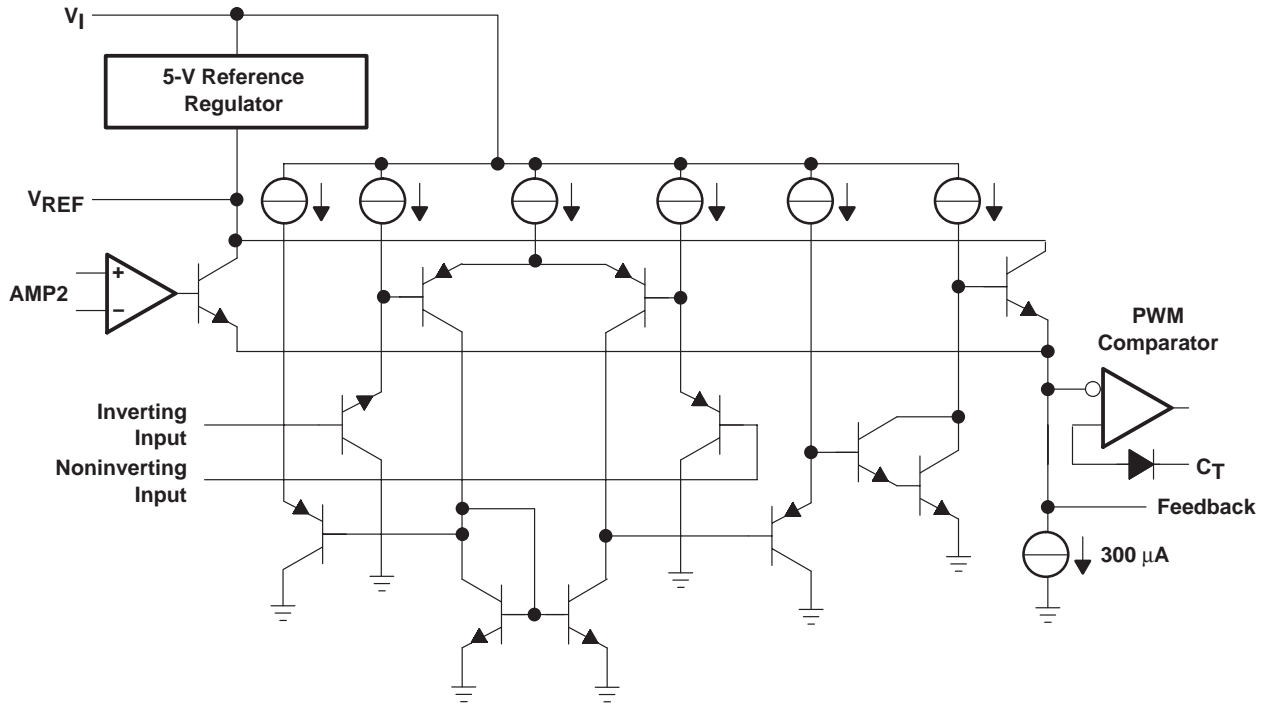 VI
5-V Reference
Regulator
VREF
AMP2
+
−
PWM
Comparator
Inverting
Input
Noninverting
Input
CT
Feedback
300 μA